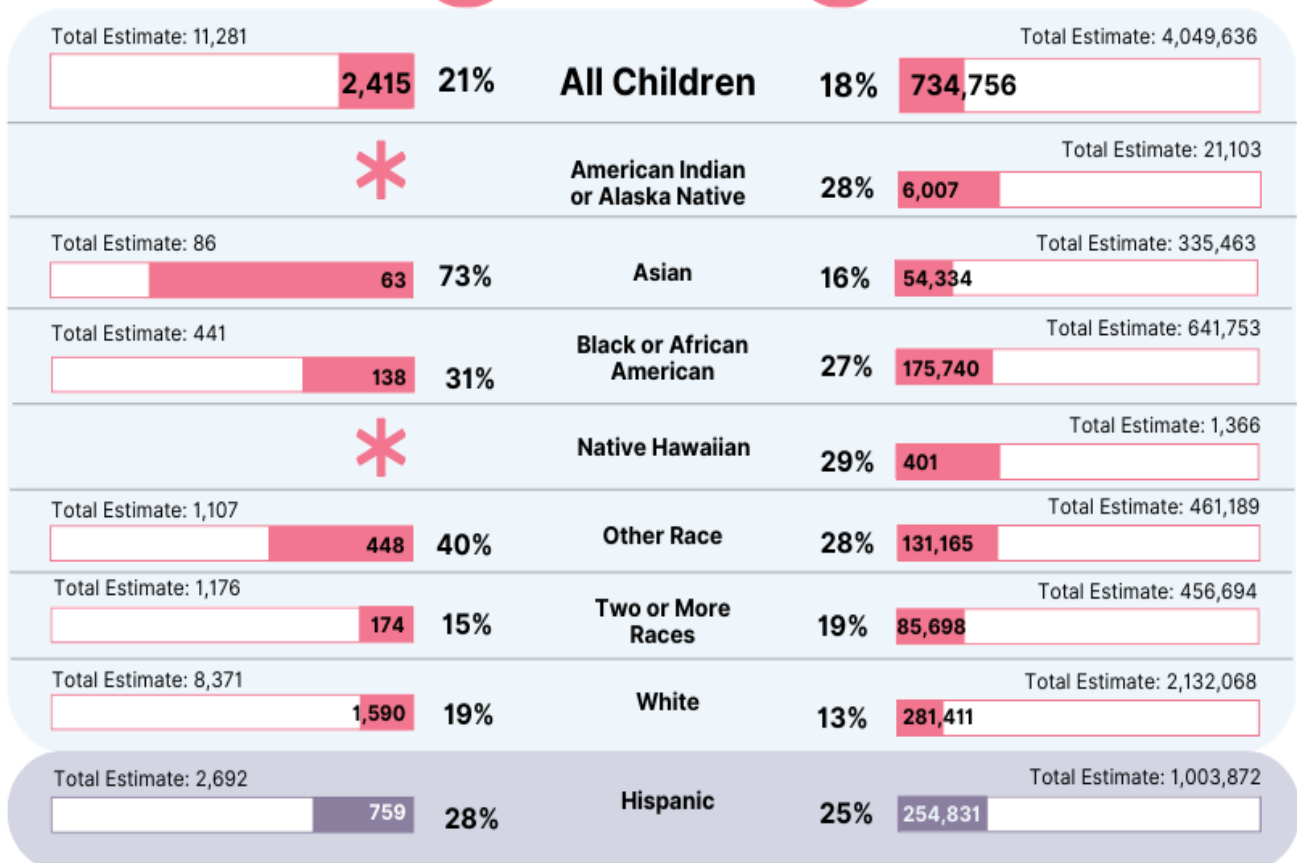 Total Estimate: 11,281
Total Estimate: 4,049,636
2,415 21% All Children 18% 734,756
Total Estimate: 21,103
American Indian
or Alaska Native
28% 6,007
Total Estimate: 86
Total Estimate: 335,463
63 73% Asian 16% 54,334
Total Estimate: 441
Total Estimate: 641,753
138 31%
Black or African
American
27% 175,740
Total Estimate: 1,366
Native Hawaiian 29% 401
Total Estimate: 1,107
Total Estimate: 461,189
448 40% Other Race 28% 131,165
Total Estimate: 1,176
Total Estimate: 456,694
174 15%
Two or More
Races
19% 85,698
Total Estimate: 8,371
Total Estimate: 2,132,068
1,590 19% White 13% 281,411
Total Estimate: 2,692
Total Estimate: 1,003,872
759 28% Hispanic 25% 254,831